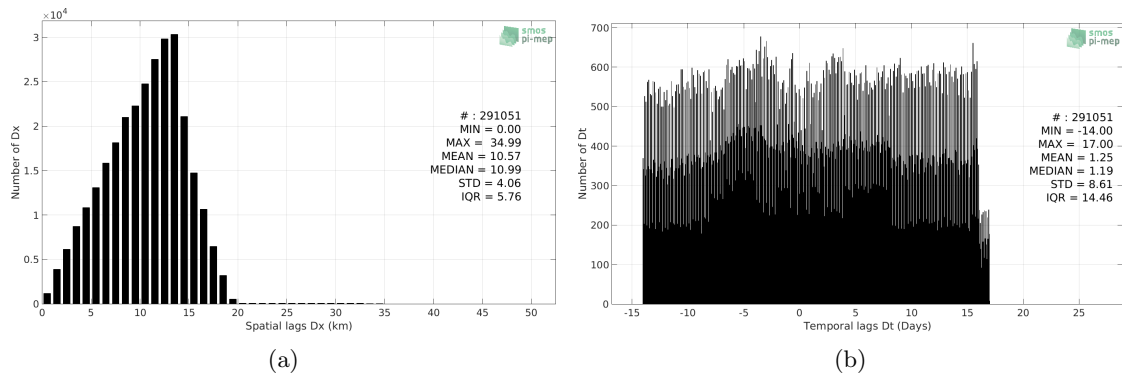 ×10⁴
3
2.5
2
1.5
1
0.5
0
Number of Dx
0 5 10 15 20 25 30 35 40 45 50
Spatial lags Dx (km)
smos
pi-mep
# : 291051
MIN = 0.00
MAX = 34.99
MEAN = 10.57
MEDIAN = 10.99
STD = 4.06
IQR = 5.76
(a)
700
600
500
400
300
200
100
0
Number of Dt
-15 -10 -5 0 5 10 15 20 25
Temporal lags Dt (Days)
smos
pi-mep
# : 291051
MIN = -14.00
MAX = 17.00
MEAN = 1.25
MEDIAN = 1.19
STD = 8.61
IQR = 14.46
(b)